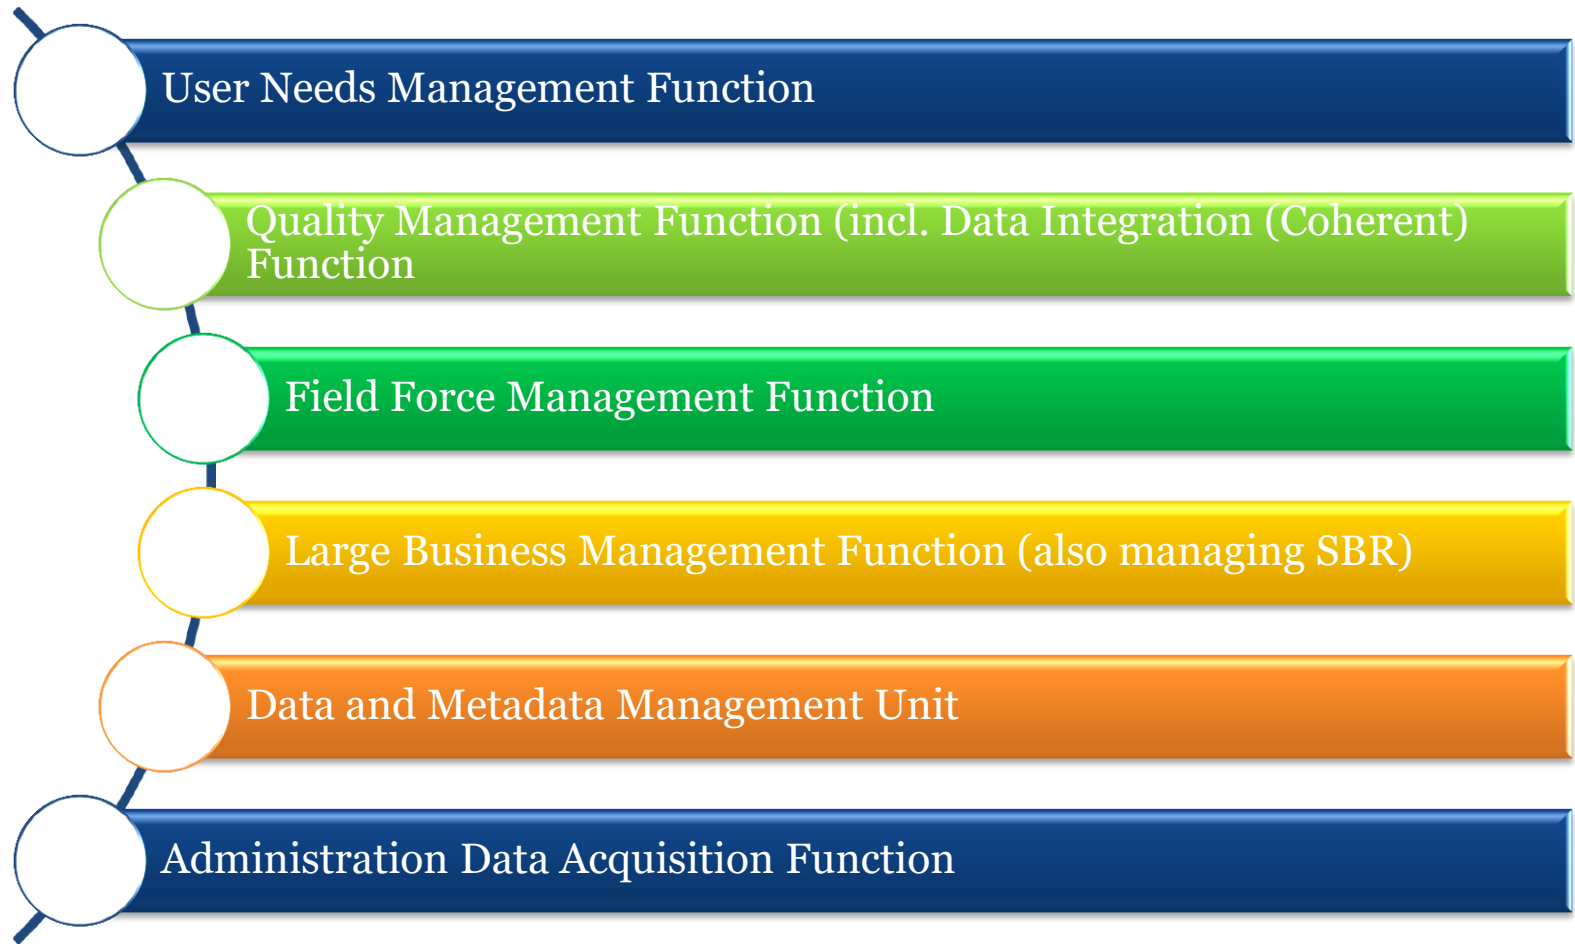 User Needs Management Function
Quality Management Function (incl. Data Integration (Coherent)
Function
Field Force Management Function
Large Business Management Function (also managing SBR)
Data and Metadata Management Unit
Administration Data Acquisition Function